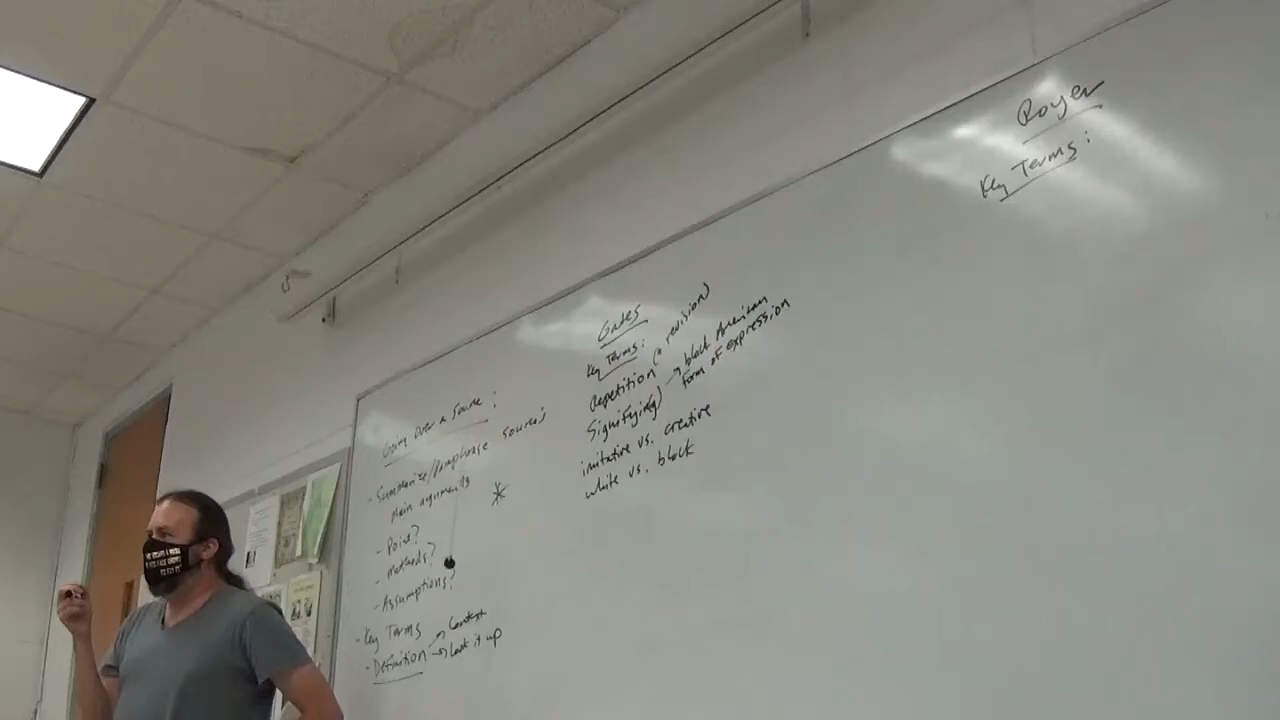 Going over a Source:
- Summarize/Paraphrase source's
main arguments
- Point?
- Methods?
- Assumptions?
- Key Terms
- Definition → Context
→ Look it up
*
Gates
Key Terms:
(repetition (& revision)
Signifying) → black American
form of expression
imitative vs. creative
white vs. black
Royer
Key Terms: